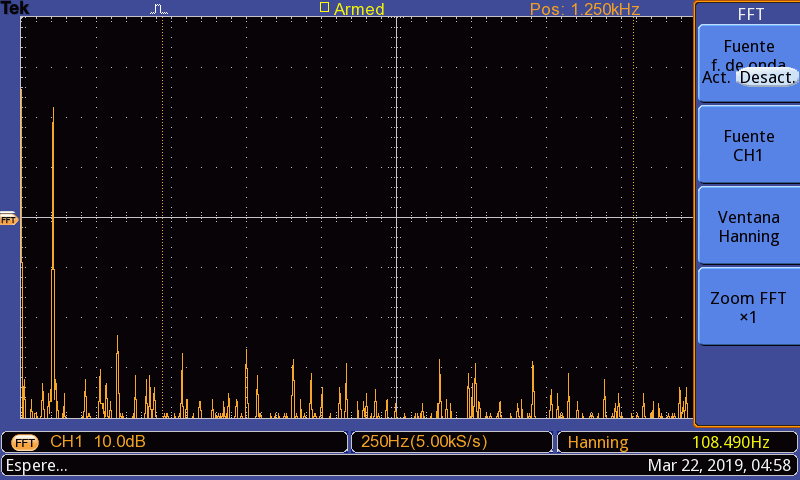 Tek
Armed
Pos: 1.250kHz
FFT
Fuente
f. de onda
Act. Desact.
Fuente
CH1
FFT
Ventana
Hanning
Zoom FFT
×1
FFT CH1 10.0dB
250Hz(5.00kS/s)
Hanning
108.490Hz
Espere...
Mar 22, 2019, 04:58